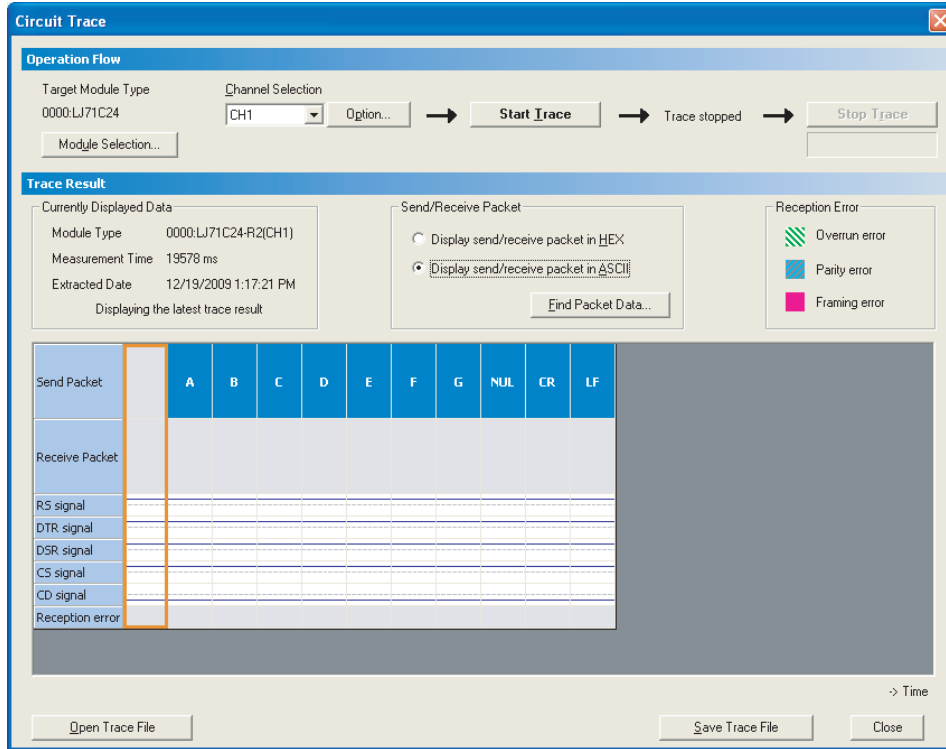 Circuit Trace
Operation Flow
Target Module Type
0000:LJ71C24
Module Selection...
Channel Selection
CH1
Option...
Start Trace
Trace stopped
Stop Trace
Trace Result
Currently Displayed Data
Module Type 0000:LJ71C24-R2(CH1)
Measurement Time 19578 ms
Extracted Date 12/19/2009 1:17:21 PM
Displaying the latest trace result
Send/Receive Packet
Display send/receive packet in HEX
Display send/receive packet in ASCII
Find Packet Data...
Reception Error
Overrun error
Parity error
Framing error
Send Packet A B C D E F G NUL CR LF
Receive Packet
RS signal
DTR signal
DSR signal
CS signal
CD signal
Reception error
-> Time
Open Trace File
Save Trace File
Close